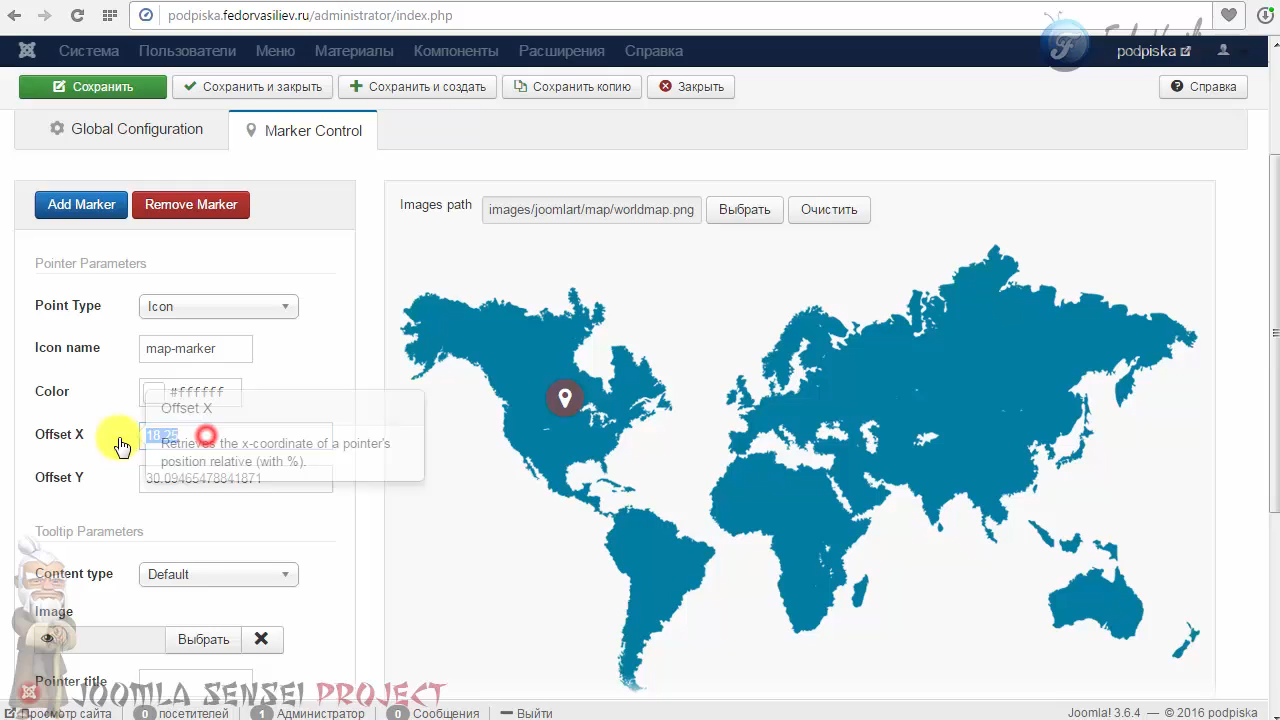 podpiska.fedorvasiliev.ru/administrator/index.php
Система Пользователи Меню Материалы Компоненты Расширения Справка podpiska
Сохранить Сохранить и закрыть Сохранить и создать Сохранить копию Закрыть Справка
Global Configuration Marker Control
Add Marker Remove Marker
Images path images/joomlart/map/worldmap.png Выбрать Очистить
Pointer Parameters
Point Type Icon
Icon name map-marker
Color #ffffff
Offset X
Offset X 18.25
Retrieves the x-coordinate of a pointer's
position relative (with %).
Offset Y 30.09465478841871
Tooltip Parameters
Content type Default
Image
Выбрать
Pointer title
JOOMLA SENSEI PROJECT
Просмотр сайта 0 посетителей 1 Администратор 0 Сообщения Выйти Joomla! 3.6.4 — © 2016 podpiska